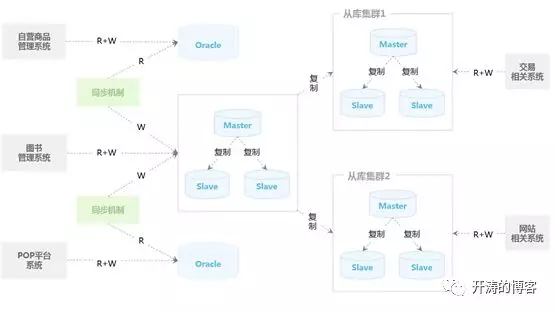 自营商品
管理系统
R+W
Oracle
R
同步机制
W
图书
管理系统
R+W
W
同步机制
R
POP平台
系统
R+W
Oracle
Master
复制
复制
Slave
Slave
复
制
复
制
从库集群1
Master
复制
复制
Slave
Slave
R+W
交易
相关系统
从库集群2
Master
复制
复制
Slave
Slave
R+W
网站
相关系统
开涛的博客